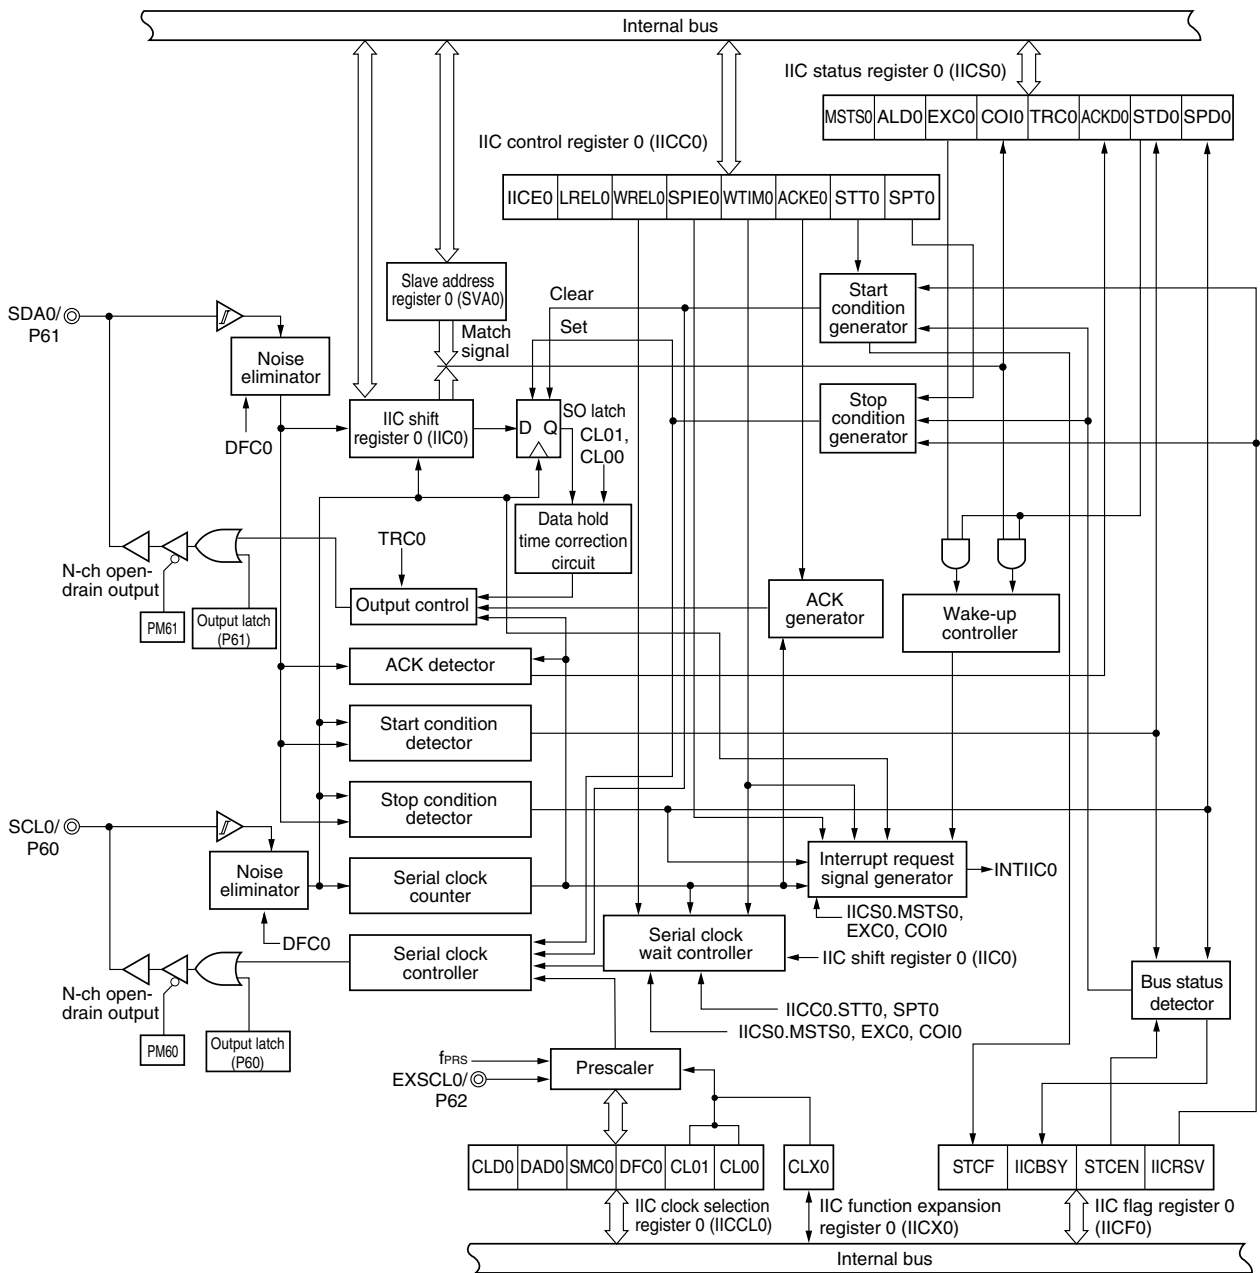 Internal bus
IIC status register 0 (IICS0)
MSTS0 ALD0 EXC0 COI0 TRC0 ACKD0 STD0 SPD0
IIC control register 0 (IICC0)
IICE0 LREL0 WREL0 SPIE0 WTIM0 ACKE0 STT0 SPT0
Slave address
register 0 (SVA0)
Clear
Set
Match
signal
Start
condition
generator
SDA0/
P61
Noise
eliminator
DFC0
IIC shift
register 0 (IIC0)
D Q
SO latch
CL01,
CL00
Stop
condition
generator
Data hold
time correction
circuit
TRC0
N-ch open-
drain output
PM61
Output latch
(P61)
Output control
ACK
generator
Wake-up
controller
ACK detector
Start condition
detector
Stop condition
detector
SCL0/
P60
Noise
eliminator
DFC0
Serial clock
counter
Interrupt request
signal generator
INTIIC0
IICS0.MSTS0,
EXC0, COI0
Serial clock
controller
Serial clock
wait controller
IIC shift register 0 (IIC0)
Bus status
detector
N-ch open-
drain output
PM60
Output latch
(P60)
IICC0.STT0, SPT0
IICS0.MSTS0, EXC0, COI0
fPRS
EXSCL0/
P62
Prescaler
CLD0 DAD0 SMC0 DFC0 CL01 CL00
CLX0
STCF IICBSY STCEN IICRSV
IIC clock selection
register 0 (IICCL0)
IIC function expansion
register 0 (IICX0)
IIC flag register 0
(IICF0)
Internal bus